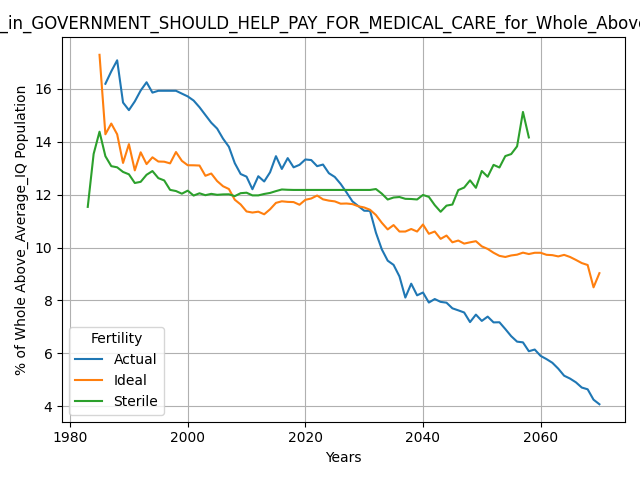 _in_GOVERNMENT_SHOULD_HELP_PAY_FOR_MEDICAL_CARE_for_Whole_Above
% of Whole Above_Average_IQ Population
16
14
12
10
8
6
4
Fertility
Actual
Ideal
Sterile
1980 2000 2020 2040 2060
Years